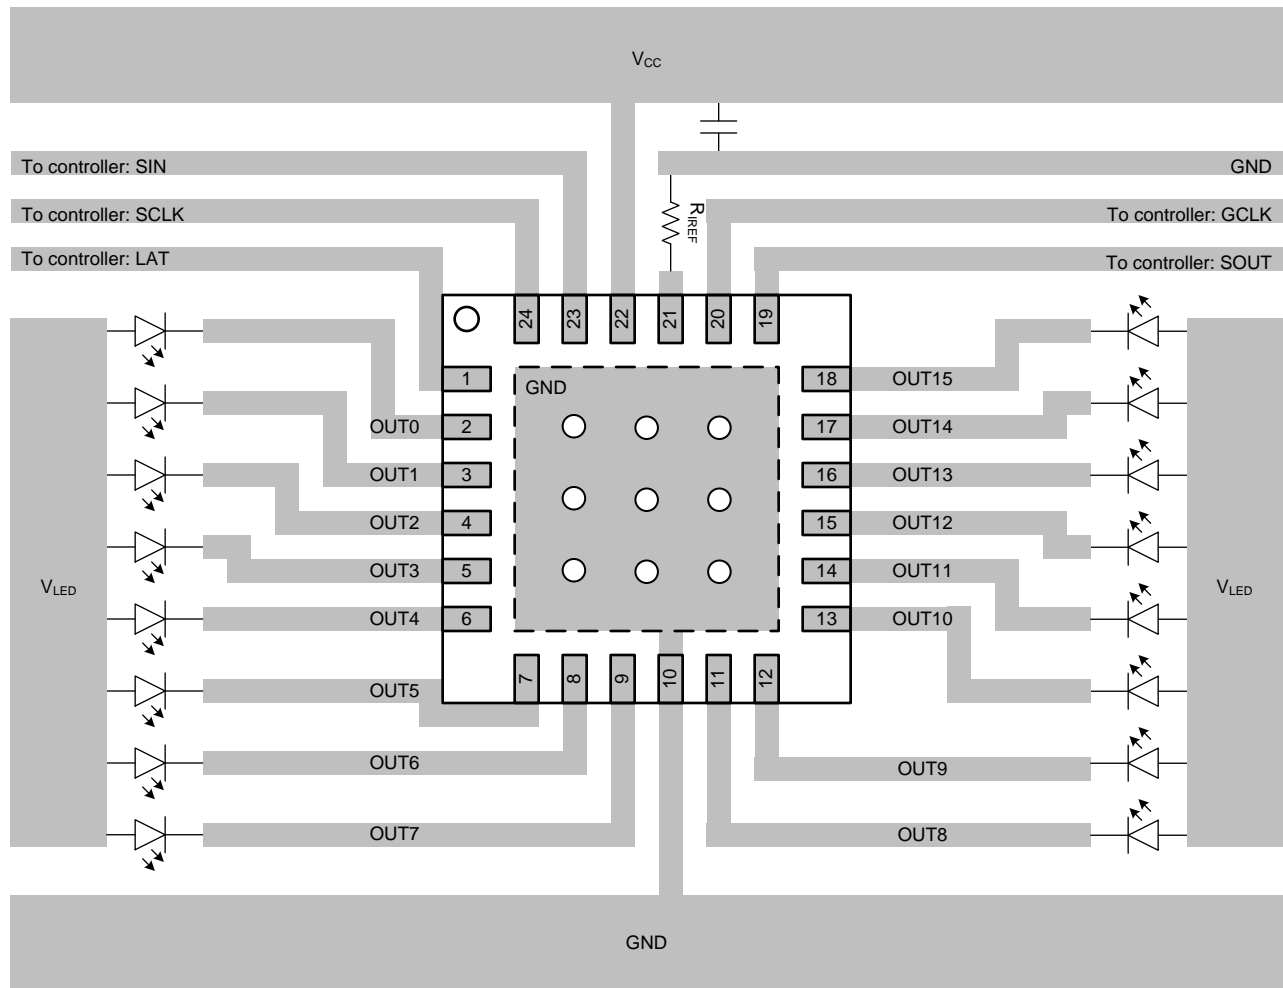 VCC
To controller: SIN
GND
To controller: SCLK
RIREF
To controller: GCLK
To controller: LAT
To controller: SOUT
24
23
22
21
20
19
1
GND
18
OUT15
OUT0
2
17
OUT14
OUT1
3
16
OUT13
OUT2
4
15
OUT12
OUT3
5
14
OUT11
VLED
VLED
OUT4
6
13
OUT10
OUT5
7
8
9
10
11
12
OUT6
OUT9
OUT7
OUT8
GND